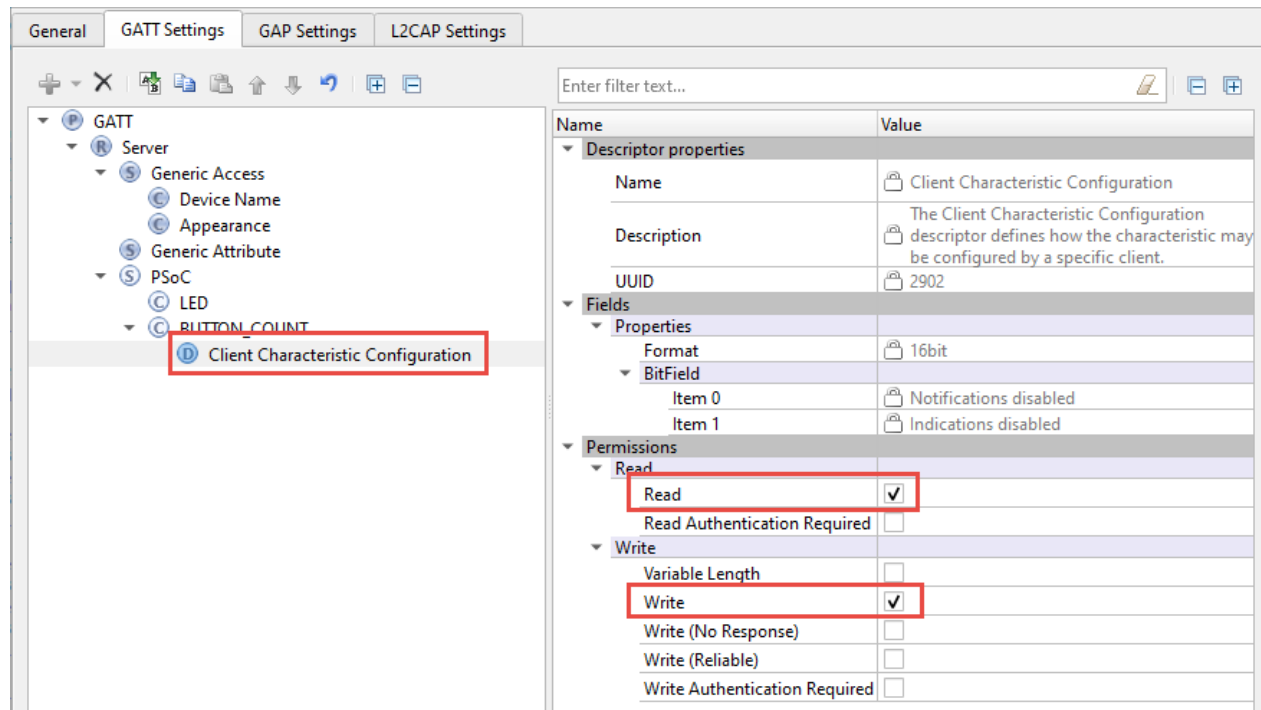 General
GATT Settings
GAP Settings
L2CAP Settings
Enter filter text...
P GATT
R Server
S Generic Access
C Device Name
C Appearance
S Generic Attribute
S PSoC
C LED
C BUTTON_COUNT
D Client Characteristic Configuration
Name Value
Descriptor properties
Name Client Characteristic Configuration
Description The Client Characteristic Configuration
descriptor defines how the characteristic may
be configured by a specific client.
UUID 2902
Fields
Properties
Format 16bit
BitField
Item 0 Notifications disabled
Item 1 Indications disabled
Permissions
Read
Read
Read Authentication Required
Write
Variable Length
Write
Write (No Response)
Write (Reliable)
Write Authentication Required